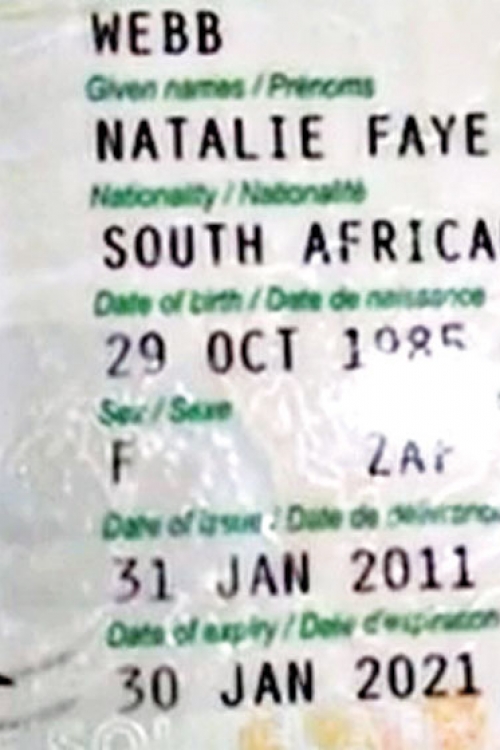 WEBB
Given names / Prénoms
NATALIE FAYE
Nationality / Nationalité
SOUTH AFRICA
Date of birth / Date de naissance
29 OCT 1985
Sex / Sexe
F
Date of issue / Date de délivrance
31 JAN 2011
Date of expiry / Date d'expiration
30 JAN 2021